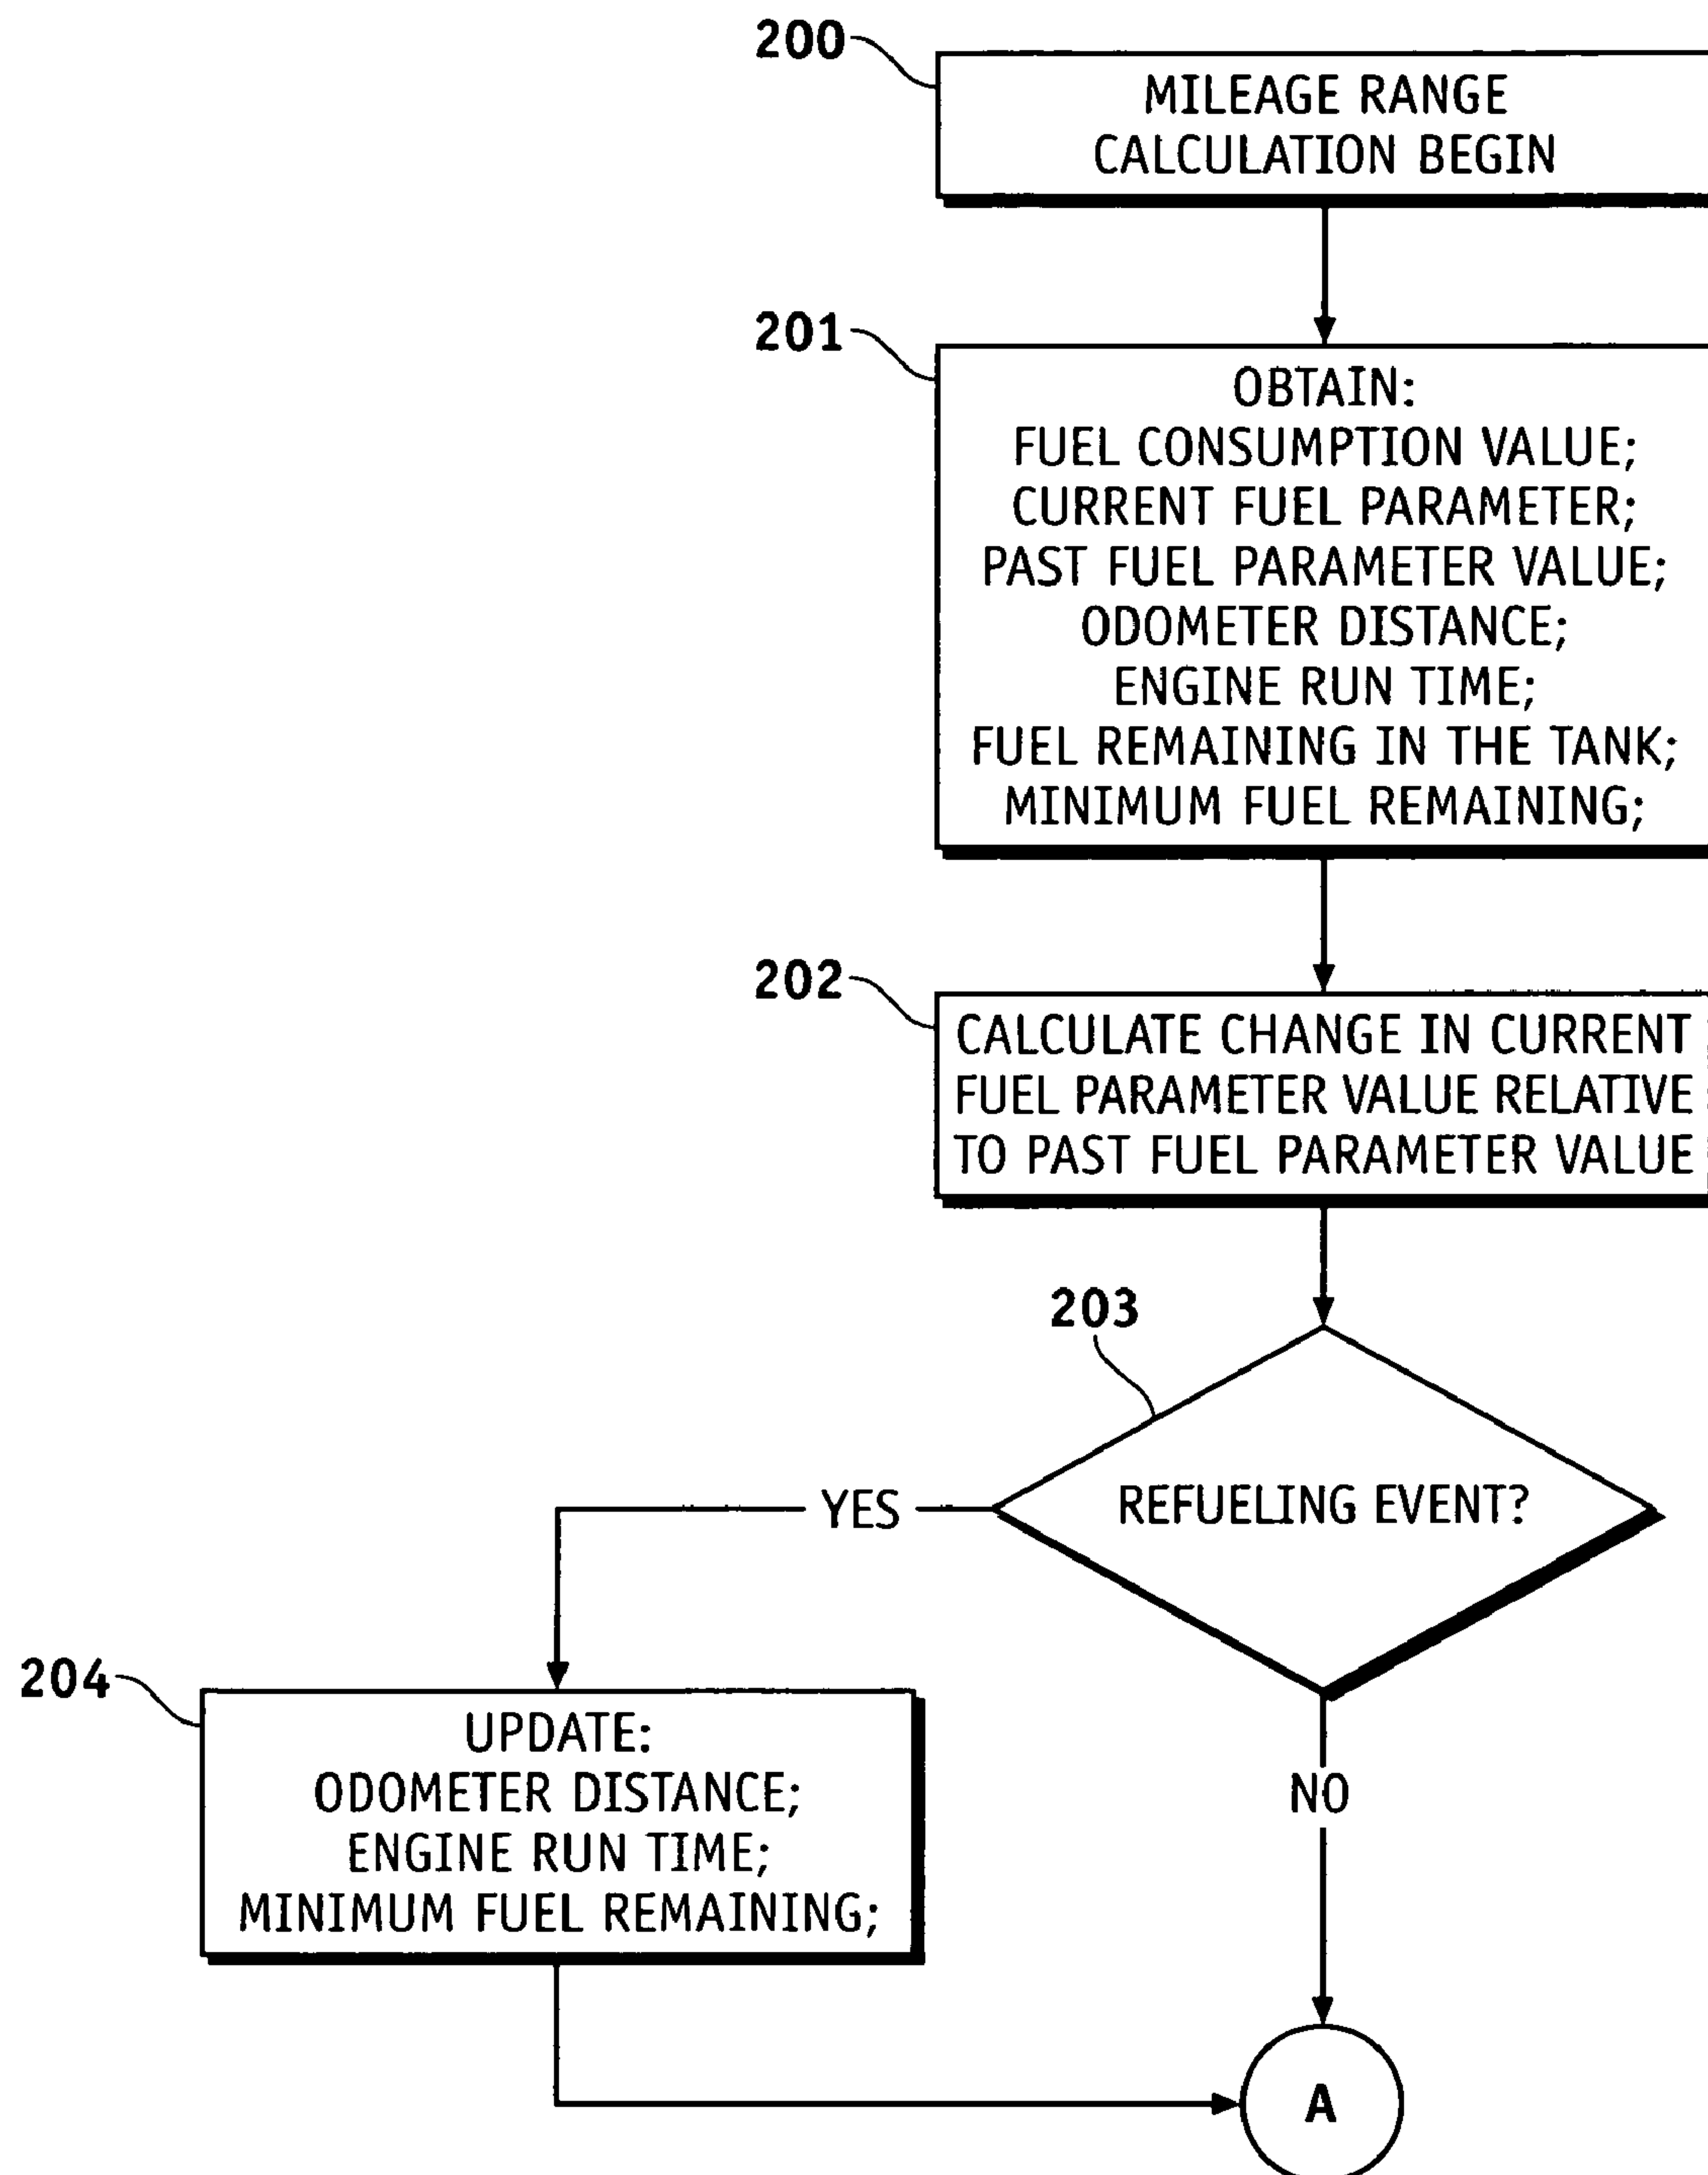 200
MILEAGE RANGE
CALCULATION BEGIN
201
OBTAIN:
FUEL CONSUMPTION VALUE;
CURRENT FUEL PARAMETER;
PAST FUEL PARAMETER VALUE;
ODOMETER DISTANCE;
ENGINE RUN TIME;
FUEL REMAINING IN THE TANK;
MINIMUM FUEL REMAINING;
202
CALCULATE CHANGE IN CURRENT
FUEL PARAMETER VALUE RELATIVE
TO PAST FUEL PARAMETER VALUE
203
REFUELING EVENT?
YES
204
UPDATE:
ODOMETER DISTANCE;
ENGINE RUN TIME;
MINIMUM FUEL REMAINING;
NO
A